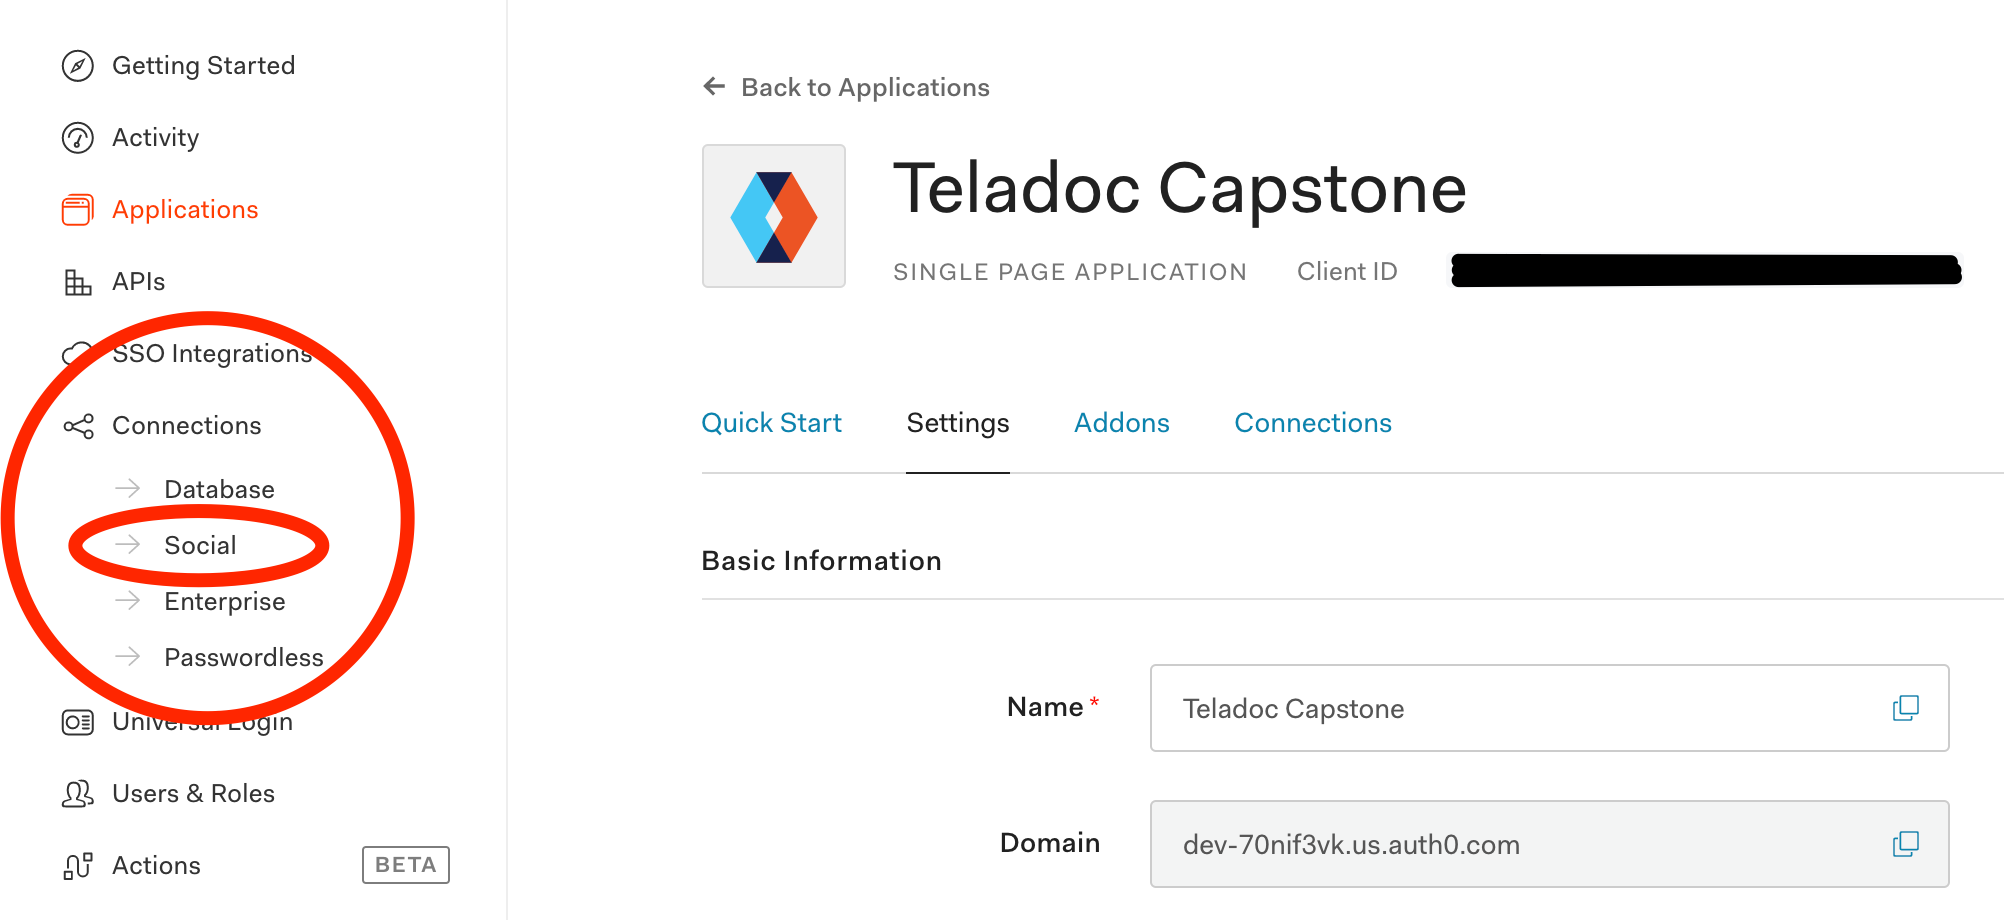 Getting Started
Activity
Applications
APIs
SSO Integrations
Connections
Database
Social
Enterprise
Passwordless
Universal Login
Users & Roles
Actions BETA
Back to Applications
Teladoc Capstone
SINGLE PAGE APPLICATION Client ID
Quick Start Settings Addons Connections
Basic Information
Name * Teladoc Capstone
Domain dev-70nif3vk.us.auth0.com